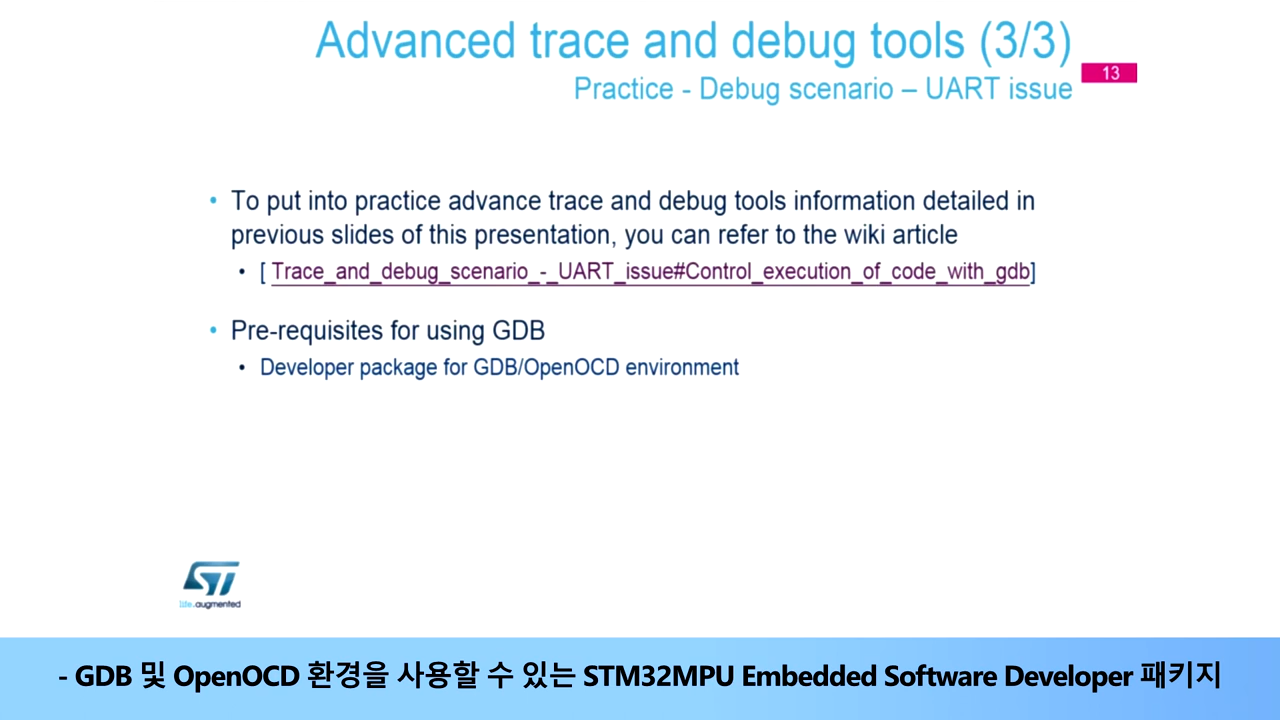 Advanced trace and debug tools (3/3)
13
Practice - Debug scenario – UART issue
• To put into practice advance trace and debug tools information detailed in
previous slides of this presentation, you can refer to the wiki article
• [ Trace_and_debug_scenario_-_UART_issue#Control_execution_of_code_with_gdb]
• Pre-requisites for using GDB
• Developer package for GDB/OpenOCD environment
ST
life.augmented
- GDB 및 OpenOCD 환경을 사용할 수 있는 STM32MPU Embedded Software Developer 패키지